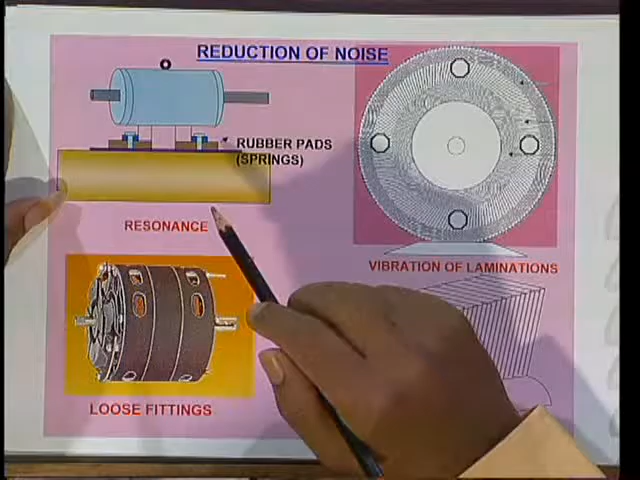 REDUCTION OF NOISE
RUBBER PADS
(SPRINGS)
RESONANCE
VIBRATION OF LAMINATIONS
LOOSE FITTINGS